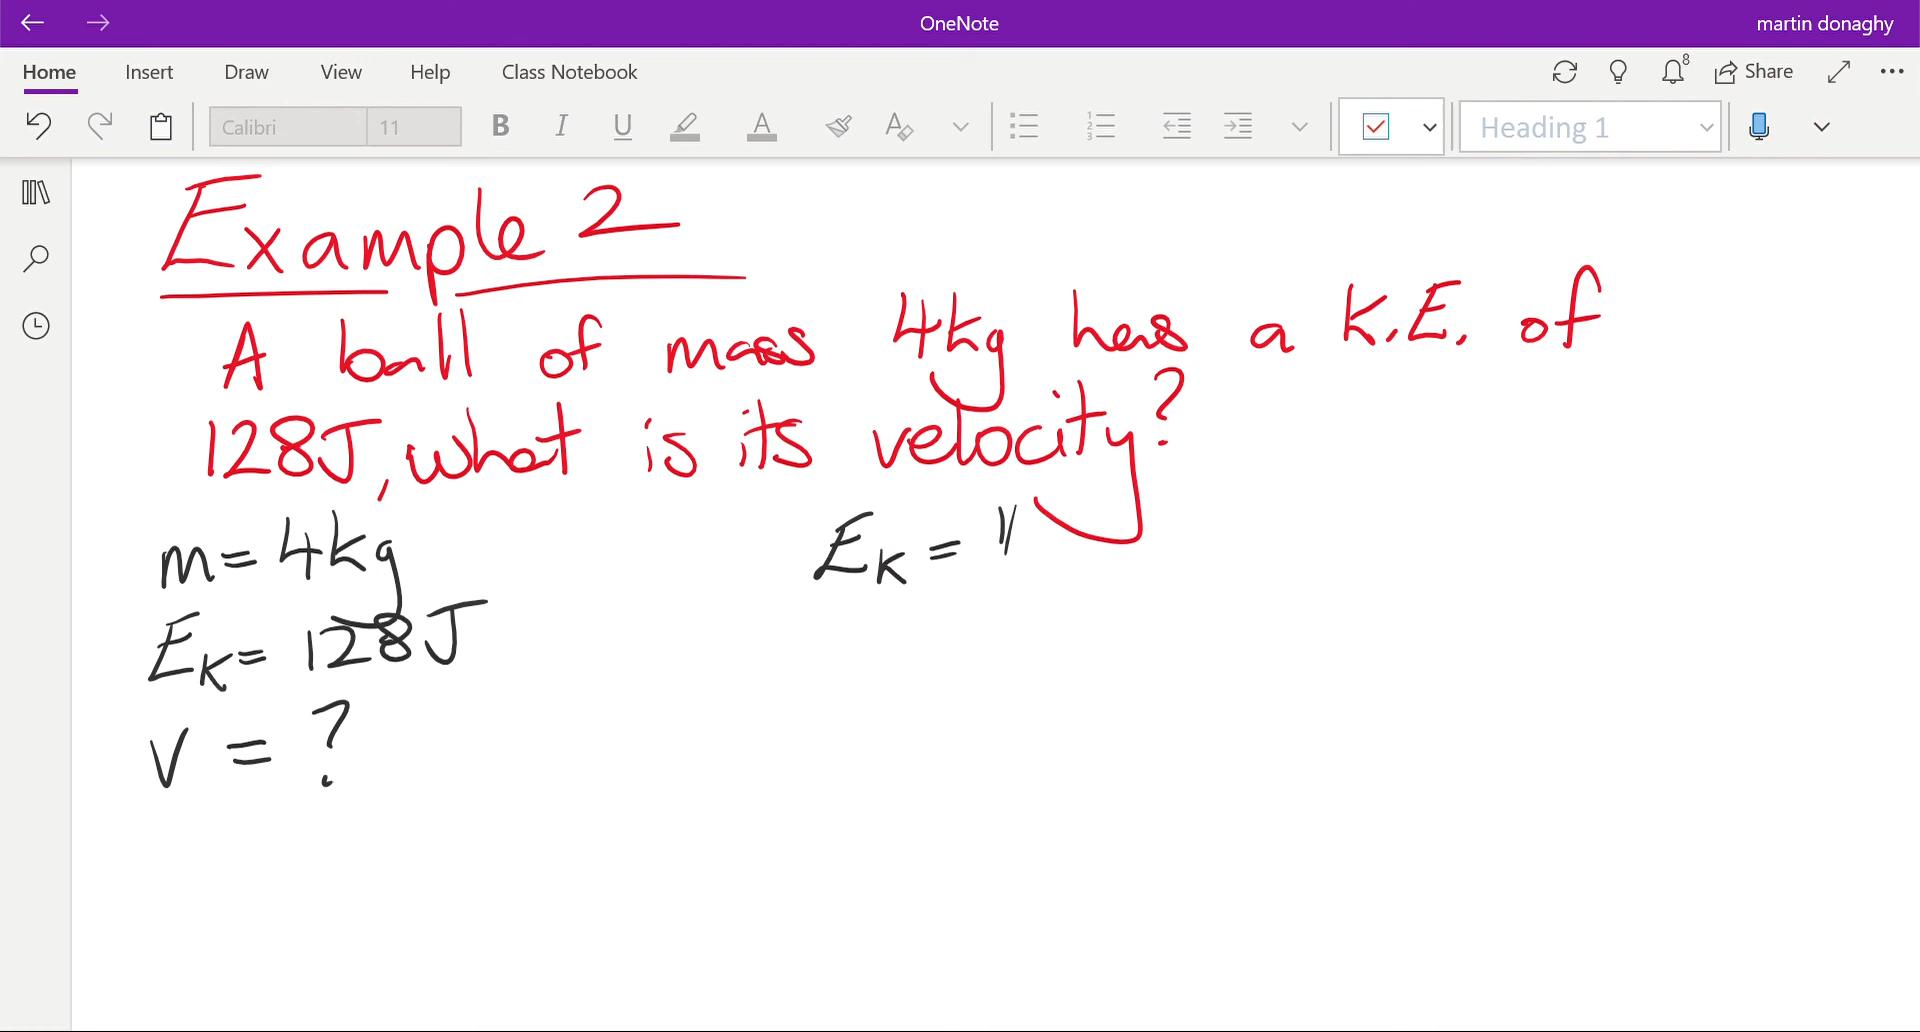 OneNote
martin donaghy
Home Insert Draw View Help Class Notebook
8 Share
Calibri 11 B I U A A Heading 1
Example 2
A ball of mass 4kg has a K.E. of
128J, what is its velocity?
m = 4kg
EK = 1/
EK = 128J
v = ?